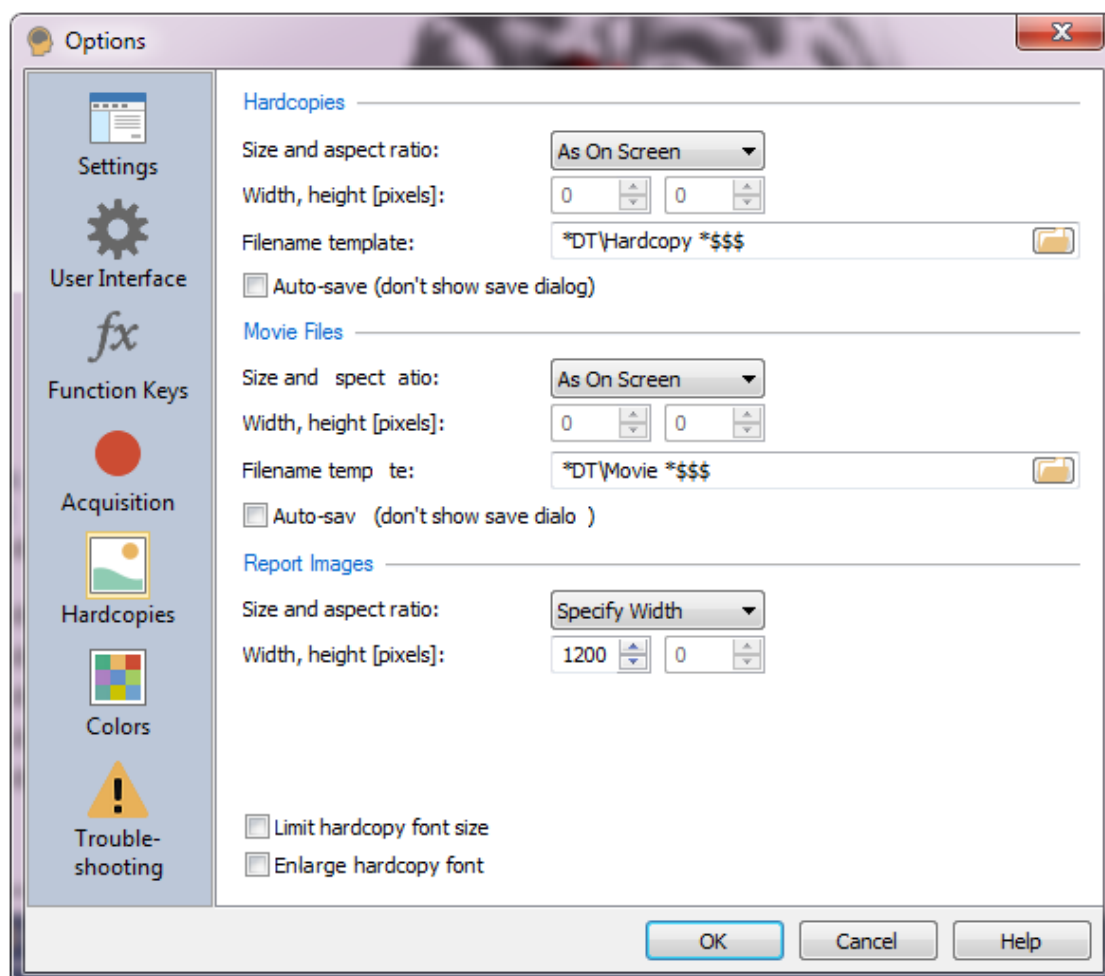 Options
Settings
User Interface
fx
Function Keys
Acquisition
Hardcopies
Colors
Trouble-
shooting
Hardcopies
Size and aspect ratio: As On Screen
Width, height [pixels]: 0 0
Filename template: *DT\Hardcopy *$$$
Auto-save (don't show save dialog)
Movie Files
Size and spect atio: As On Screen
Width, height [pixels]: 0 0
Filename temp te: *DT\Movie *$$$
Auto-sav (don't show save dialo )
Report Images
Size and aspect ratio: Specify Width
Width, height [pixels]: 1200 0
Limit hardcopy font size
Enlarge hardcopy font
OK Cancel Help